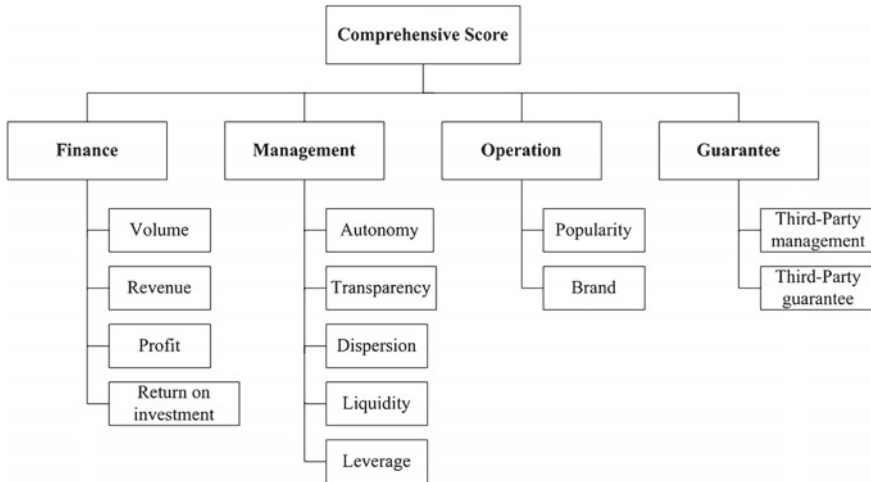 Comprehensive Score
Finance
Management
Operation
Guarantee
Volume
Revenue
Profit
Return on
investment
Autonomy
Transparency
Dispersion
Liquidity
Leverage
Popularity
Brand
Third-Party
management
Third-Party
guarantee